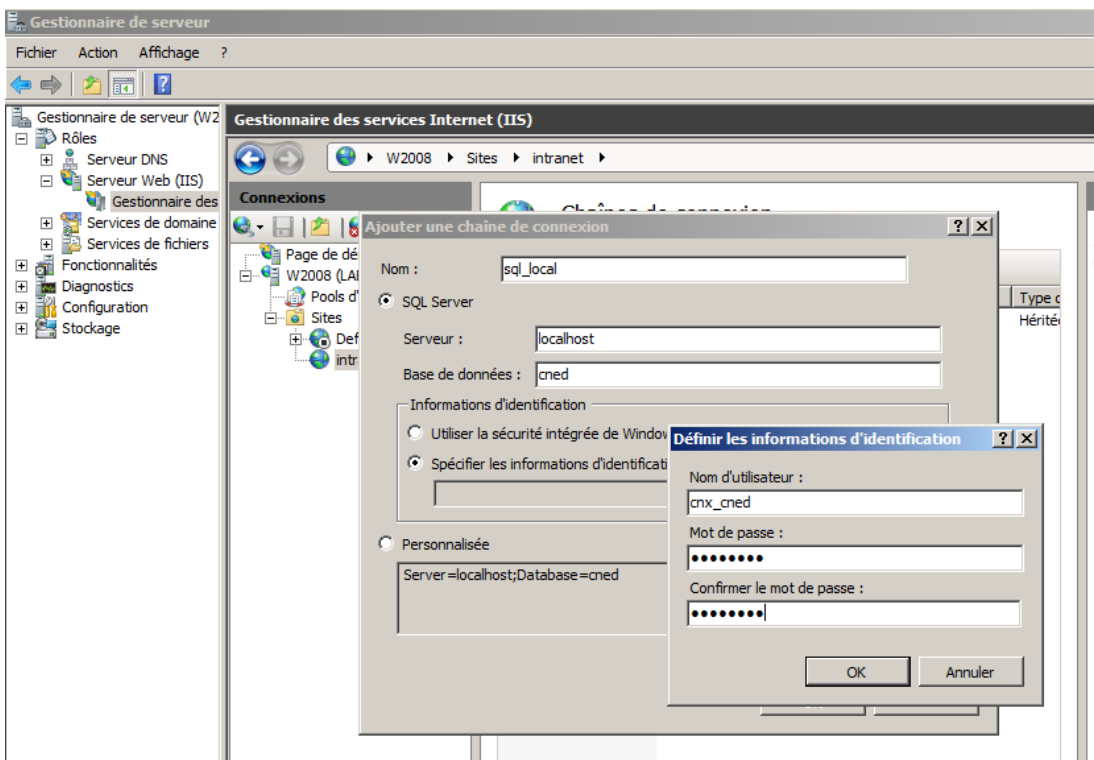 Gestionnaire de serveur
Fichier Action Affichage ?
Gestionnaire de serveur (W2
Rôles
Serveur DNS
Serveur Web (IIS)
Gestionnaire des
Services de domaine
Services de fichiers
Fonctionnalités
Diagnostics
Configuration
Stockage
Gestionnaire des services Internet (IIS)
W2008 Sites intranet
Connexions
Page de dé
W2008 (LA
Pools d'
Sites
Def
intr
Chaînes de connexion
Type d
Héritée
Ajouter une chaîne de connexion
Nom : sql_local
SQL Server
Serveur : localhost
Base de données : cned
Informations d'identification
Utiliser la sécurité intégrée de Window
Spécifier les informations d'identificati
Personnalisée
Server=localhost;Database=cned
Définir les informations d'identification
Nom d'utilisateur :
cnx_cned
Mot de passe :
••••••••
Confirmer le mot de passe :
••••••••
OK Annuler